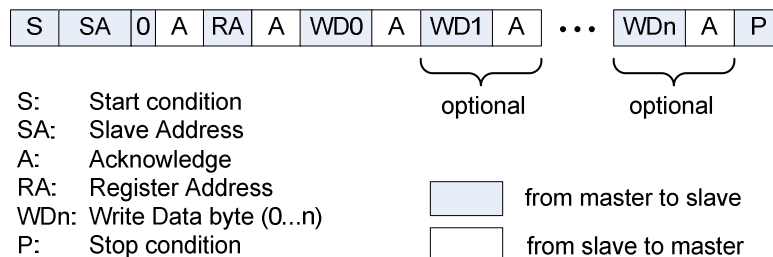 S SA 0 A RA A WD0 A WD1 A ••• WDn A P
optional optional
S: Start condition
SA: Slave Address
A: Acknowledge
RA: Register Address
WDn: Write Data byte (0...n)
P: Stop condition
from master to slave
from slave to master